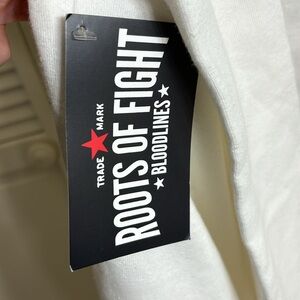 TRADE ★ MARK
ROOTS OF FIGHT
★ BLOODLINES ★